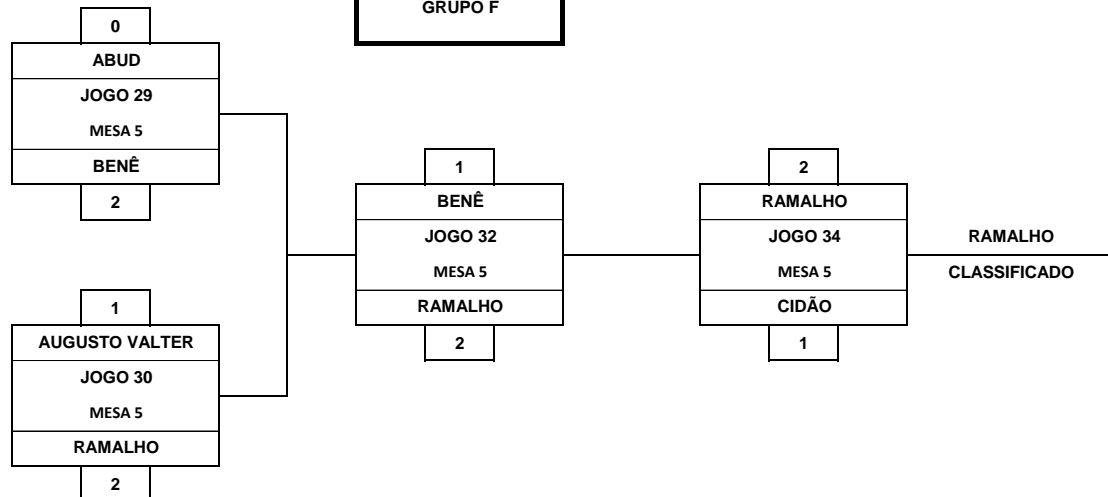 GRUPO F
0
ABUD
JOGO 29
MESA 5
BENÊ
2
1
AUGUSTO VALTER
JOGO 30
MESA 5
RAMALHO
2
1
BENÊ
JOGO 32
MESA 5
RAMALHO
2
2
RAMALHO
JOGO 34
MESA 5
CIDÃO
1
RAMALHO
CLASSIFICADO